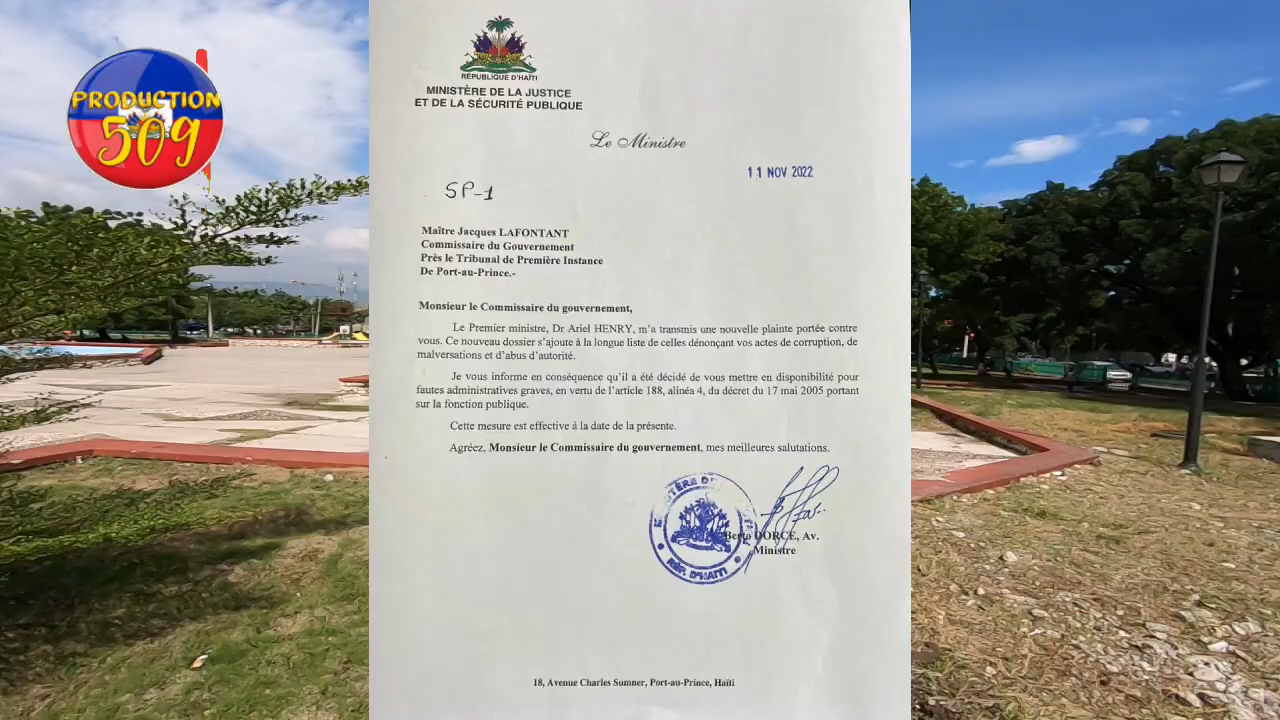 PRODUCTION
509
RÉPUBLIQUE D'HAÏTI
MINISTÈRE DE LA JUSTICE
ET DE LA SÉCURITÉ PUBLIQUE
Le Ministre
11 NOV 2022
SP-1
Maître Jacques LAFONTANT
Commissaire du Gouvernement
Près le Tribunal de Première Instance
De Port-au-Prince.-
Monsieur le Commissaire du gouvernement,
Le Premier ministre, Dr Ariel HENRY, m'a transmis une nouvelle plainte portée contre
vous. Ce nouveau dossier s'ajoute à la longue liste de celles dénonçant vos actes de corruption, de
malversations et d'abus d'autorité.
Je vous informe en conséquence qu'il a été décidé de vous mettre en disponibilité pour
fautes administratives graves, en vertu de l'article 188, alinéa 4, du décret du 17 mai 2005 portant
sur la fonction publique.
Cette mesure est effective à la date de la présente.
Agréez, Monsieur le Commissaire du gouvernement, mes meilleures salutations.
RÉP. D'HAITI
Berto DORCÉ, Av.
Ministre
18, Avenue Charles Sumner, Port-au-Prince, Haïti